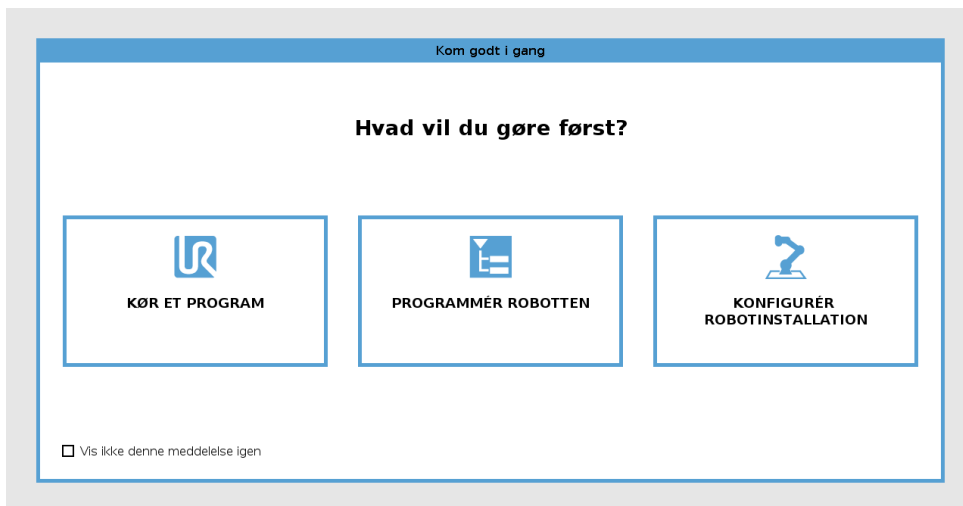 Kom godt i gang
Hvad vil du gøre først?
KØR ET PROGRAM
PROGRAMMÉR ROBOTTEN
KONFIGURÉR
ROBOTINSTALLATION
Vis ikke denne meddelelse igen